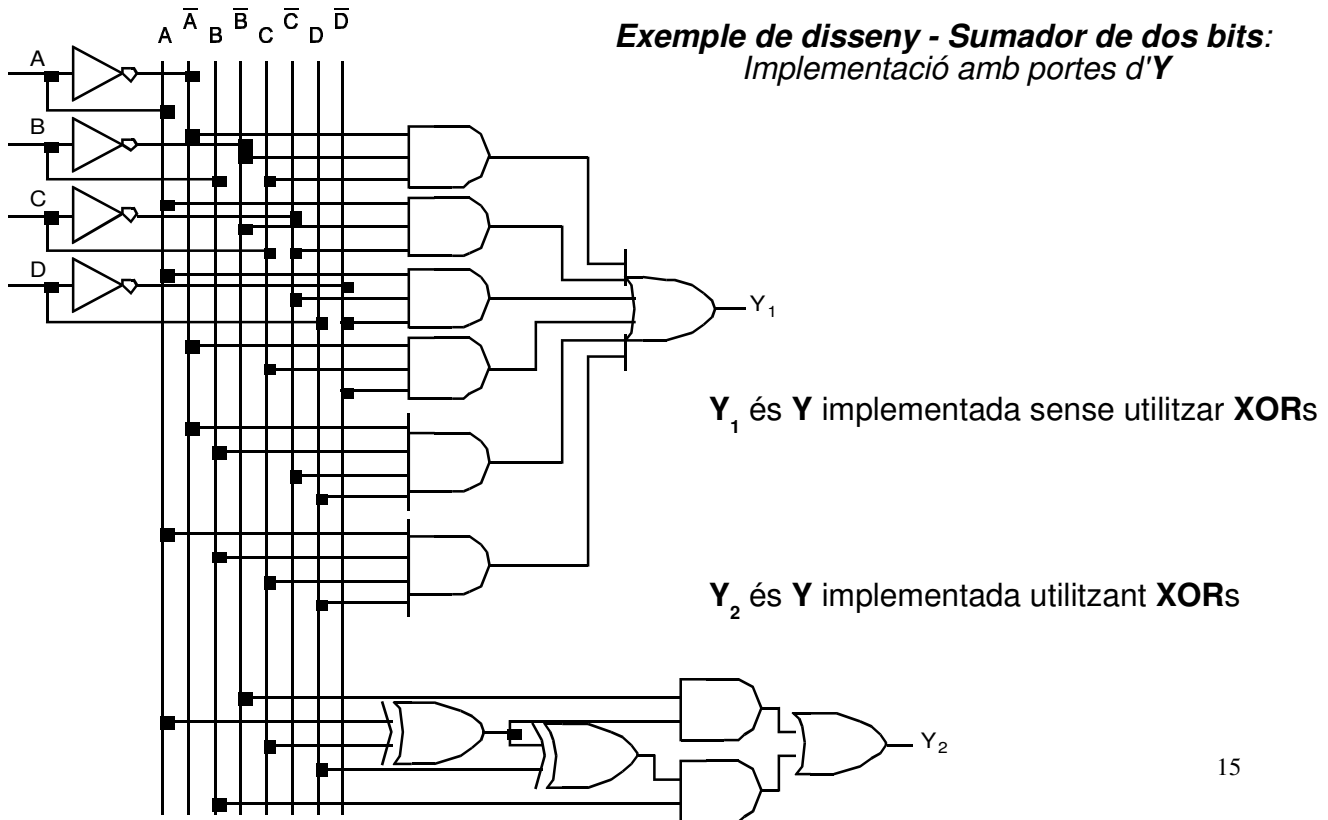 A A̅ B B̅ C C̅ D D̅
Exemple de disseny - Sumador de dos bits:
Implementació amb portes d'Y
A
B
C
D
Y₁
Y₁ és Y implementada sense utilitzar XORs
Y₂ és Y implementada utilitzant XORs
Y₂
15